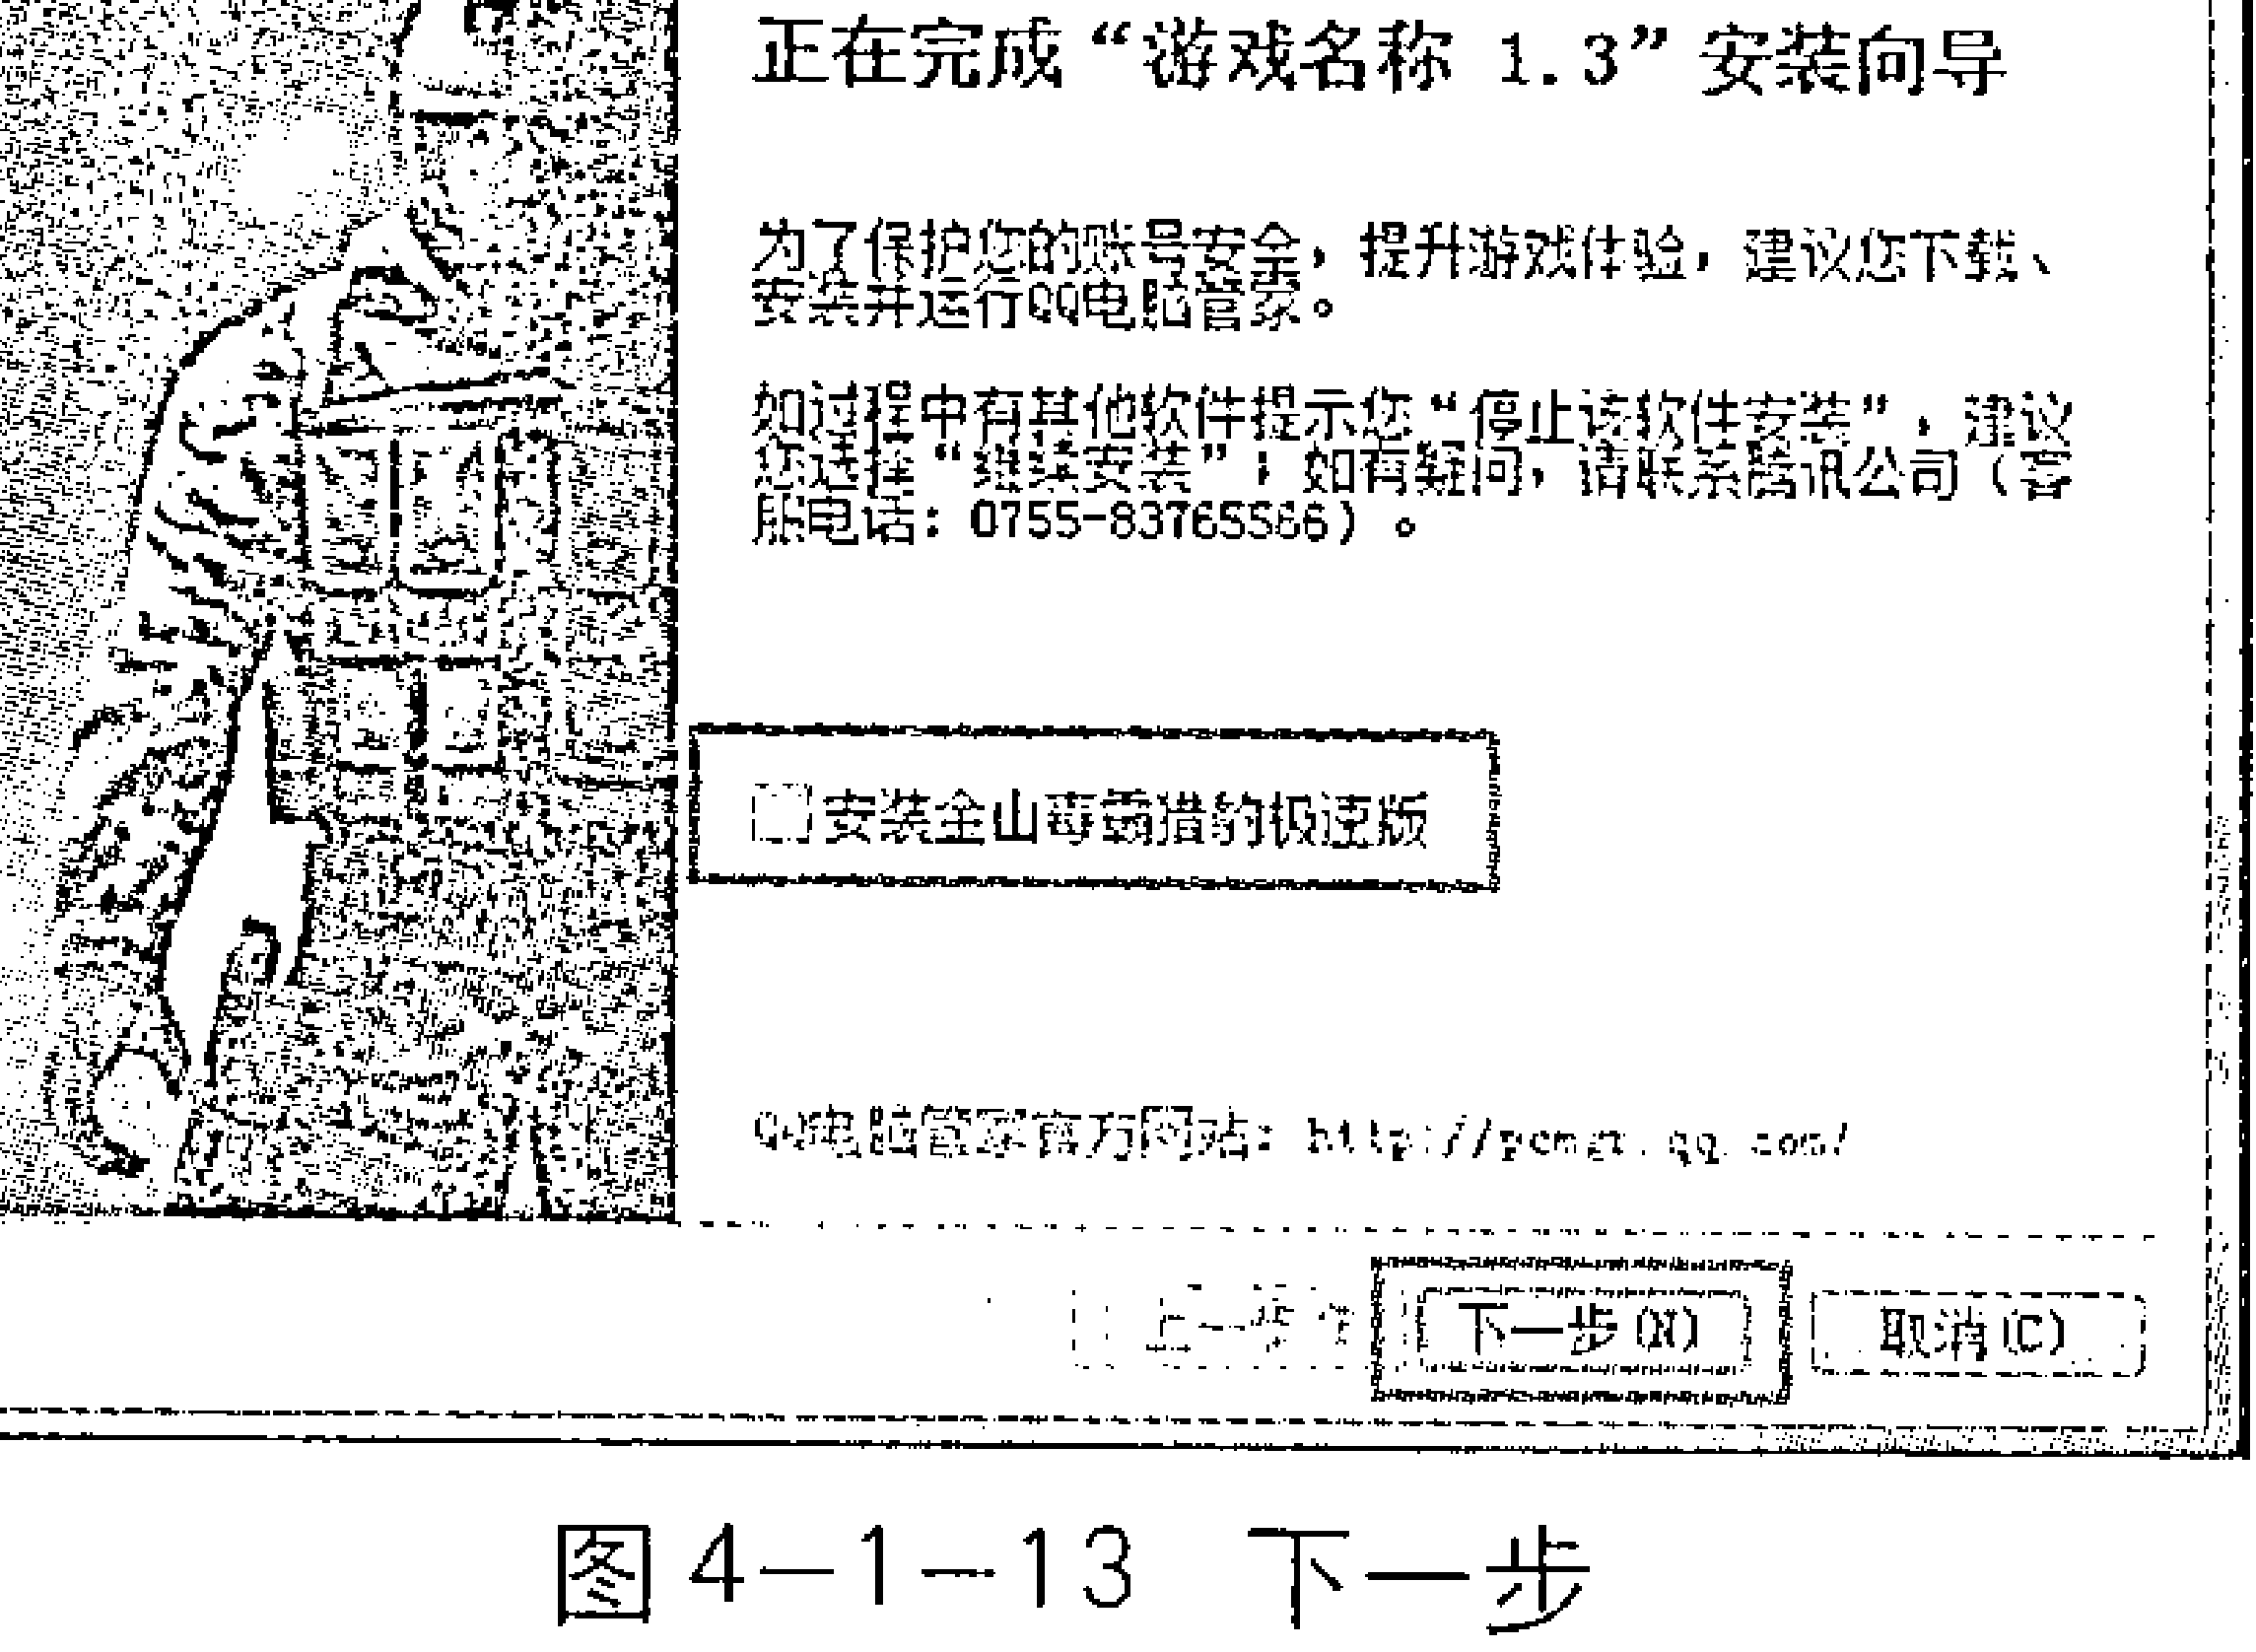 正在完成“游戏名称 1.3”安装向导
为了保护您的账号安全，提升游戏体验，建议您下载、
安装并运行QQ电脑管家。
如过程中有其他软件提示您“停止该软件安装”，建议
您选择“继续安装”；如有疑问，请联系腾讯公司（客
服电话：0755-83765566）。
安装金山毒霸猎豹极速版
QQ电脑管家官方网站：http://pcmgr.qq.com/
上一步
下一步(N)
取消(C)
图4—1—13 下一步